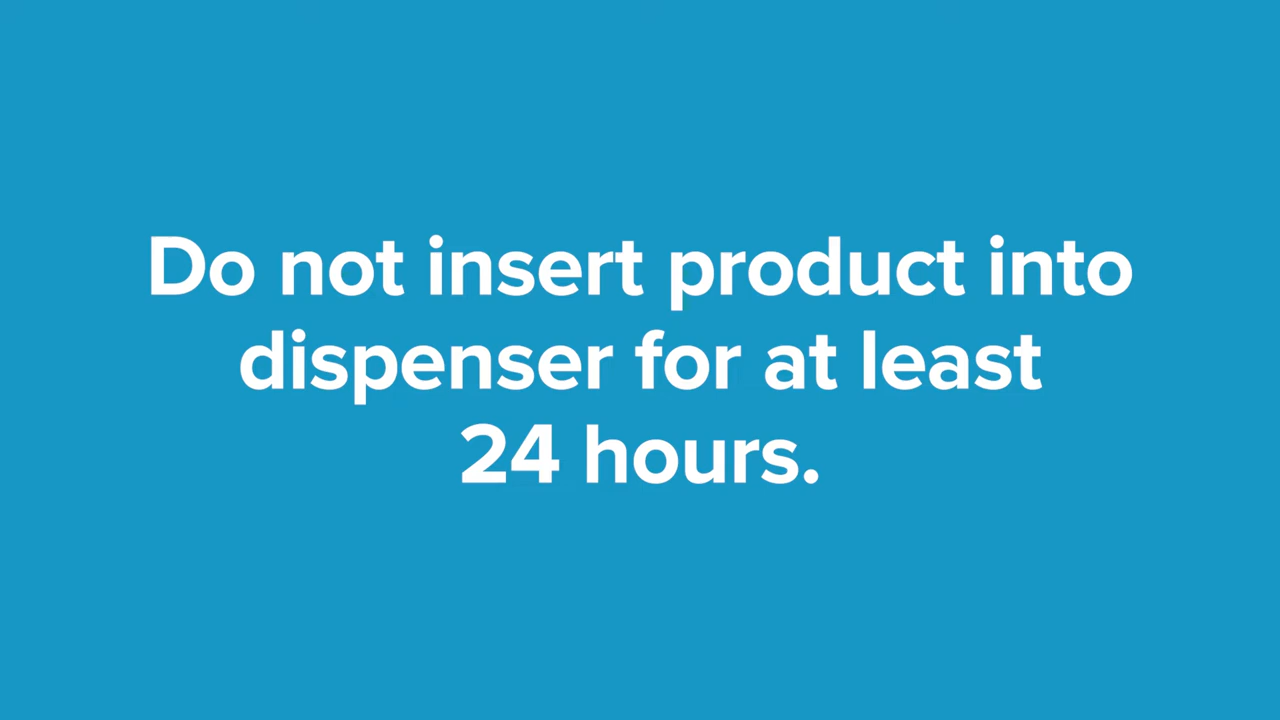 Do not insert product into
dispenser for at least
24 hours.